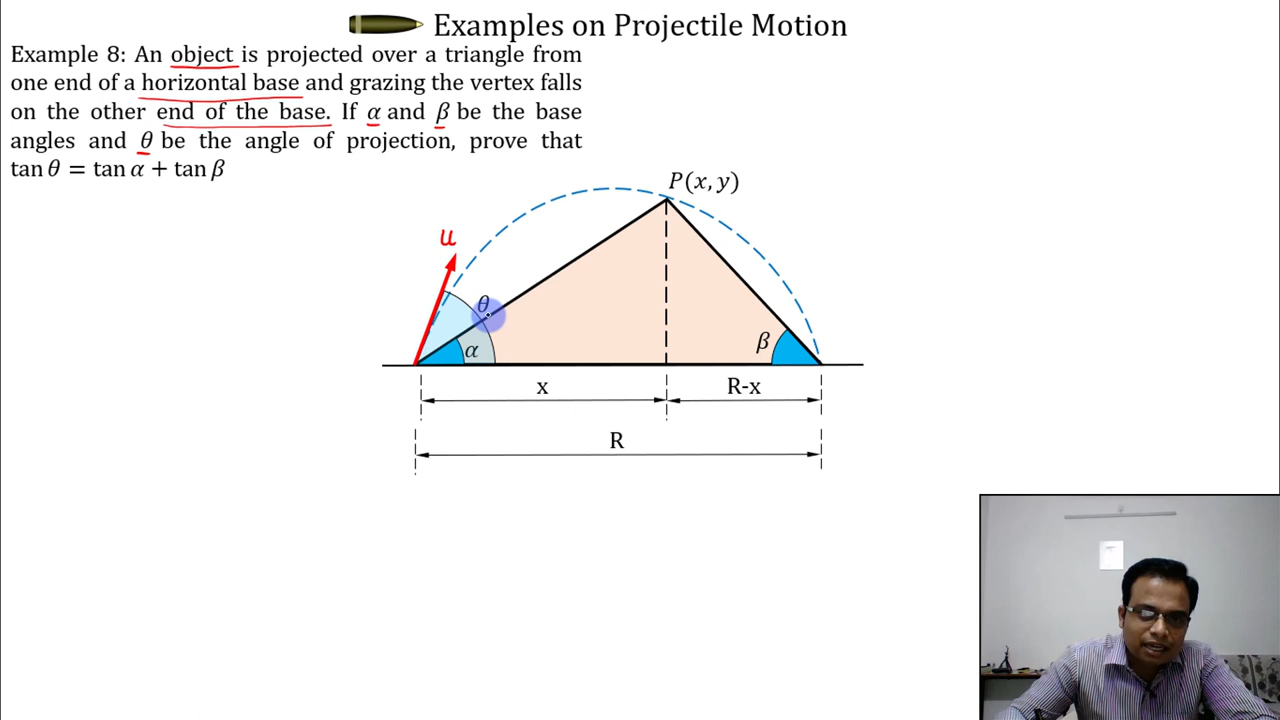 Examples on Projectile Motion
Example 8: An object is projected over a triangle from
one end of a horizontal base and grazing the vertex falls
on the other end of the base. If α and β be the base
angles and θ be the angle of projection, prove that
tan θ = tan α + tan β
P(x, y)
u
θ
α
β
x
R-x
R